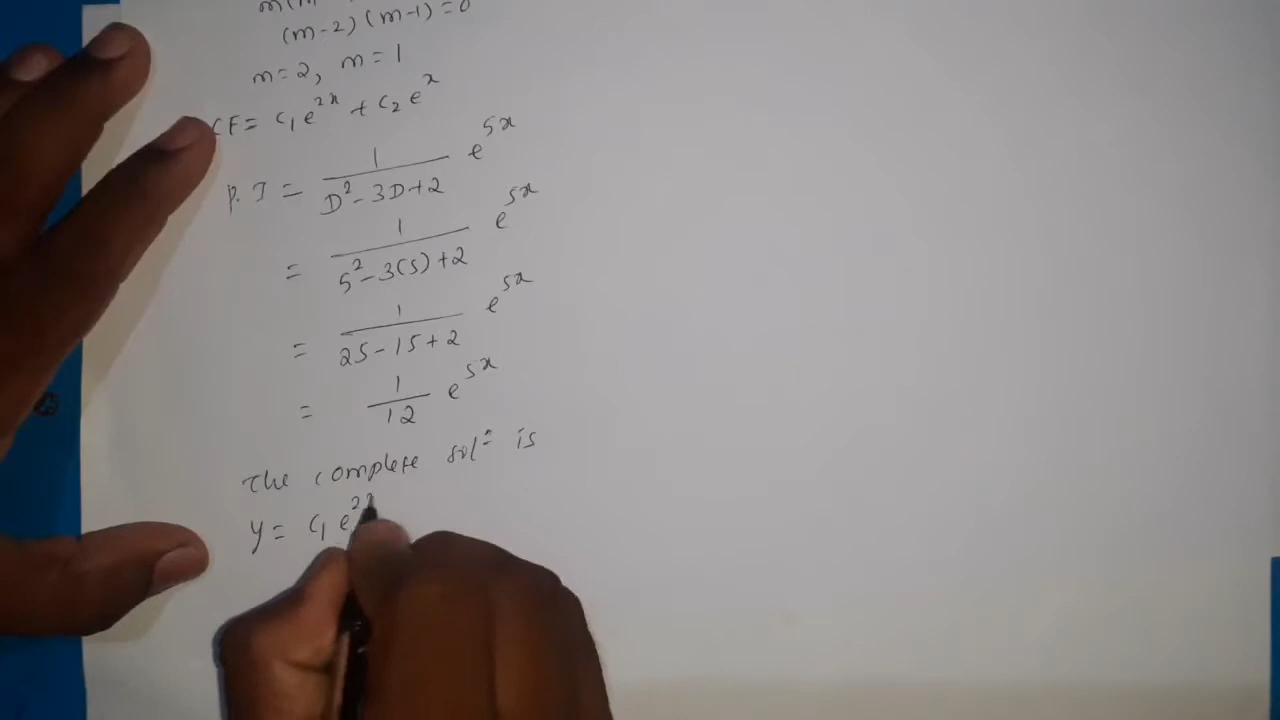 (m-2)(m-1)=0
m=2, m=1
CF= c₁e^2x + c₂e^x
P.I = 1/(D²-3D+2) e^5x
= 1/(5²-3(5)+2) e^5x
= 1/(25-15+2) e^5x
= 1/12 e^5x
The complete solⁿ is
y= c₁e^2